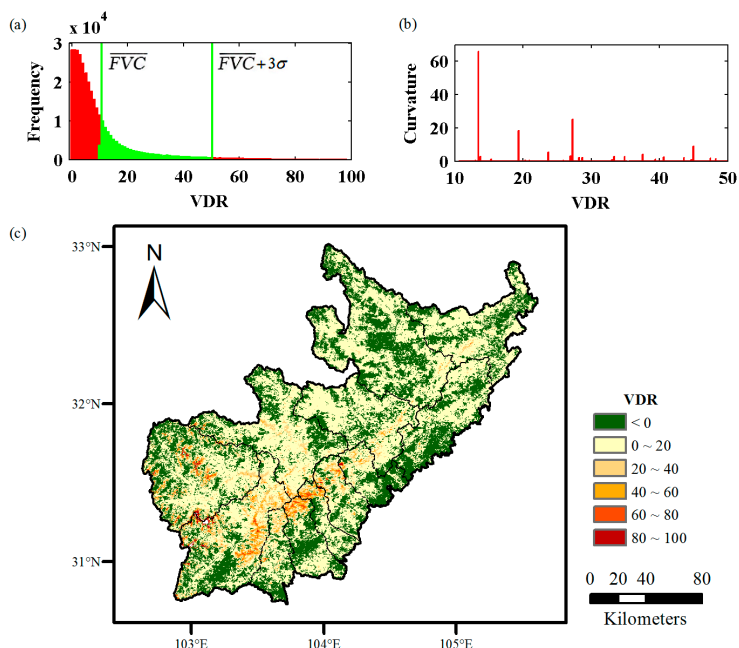 (a)
x 10⁴
3
2
1
0
Frequency
FVC
FVC+3σ
0 20 40 60 80 100
VDR
(b)
60
40
20
0
Curvature
10 20 30 40 50
VDR
(c)
33°N
32°N
31°N
N
103°E 104°E 105°E
VDR
< 0
0 ~ 20
20 ~ 40
40 ~ 60
60 ~ 80
80 ~ 100
0 20 40 80
Kilometers